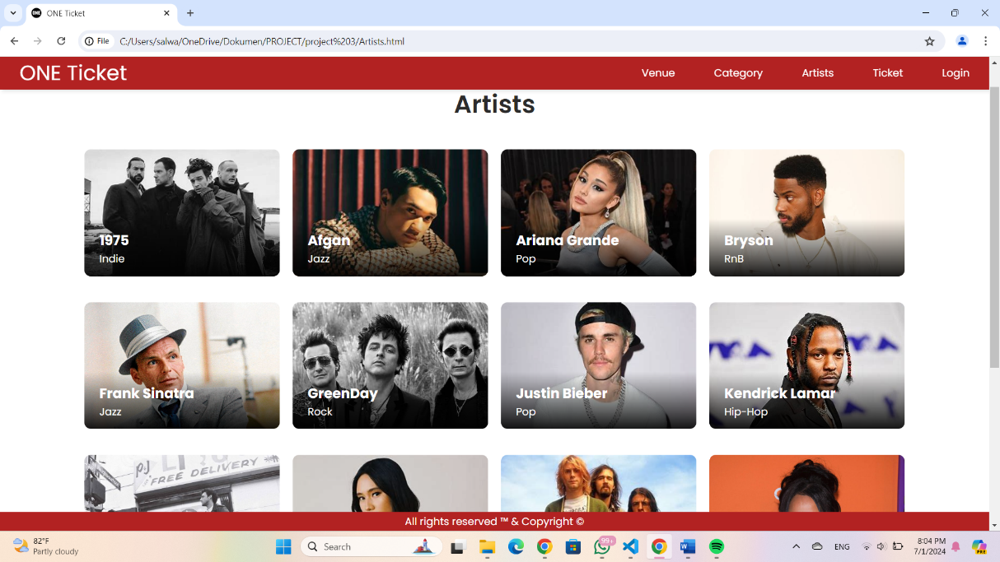 ONE Ticket
File C:/Users/salwa/OneDrive/Dokumen/PROJECT/project%203/Artists.html
ONE Ticket Venue Category Artists Ticket Login
Artists
1975
Indie
Afgan
Jazz
Ariana Grande
Pop
Bryson
RnB
Frank Sinatra
Jazz
GreenDay
Rock
Justin Bieber
Pop
Kendrick Lamar
Hip-Hop
FREE DELIVERY
All rights reserved ™ & Copyright ©
82°F
Partly cloudy
Search
99+
ENG
8:04 PM
7/1/2024
PRE